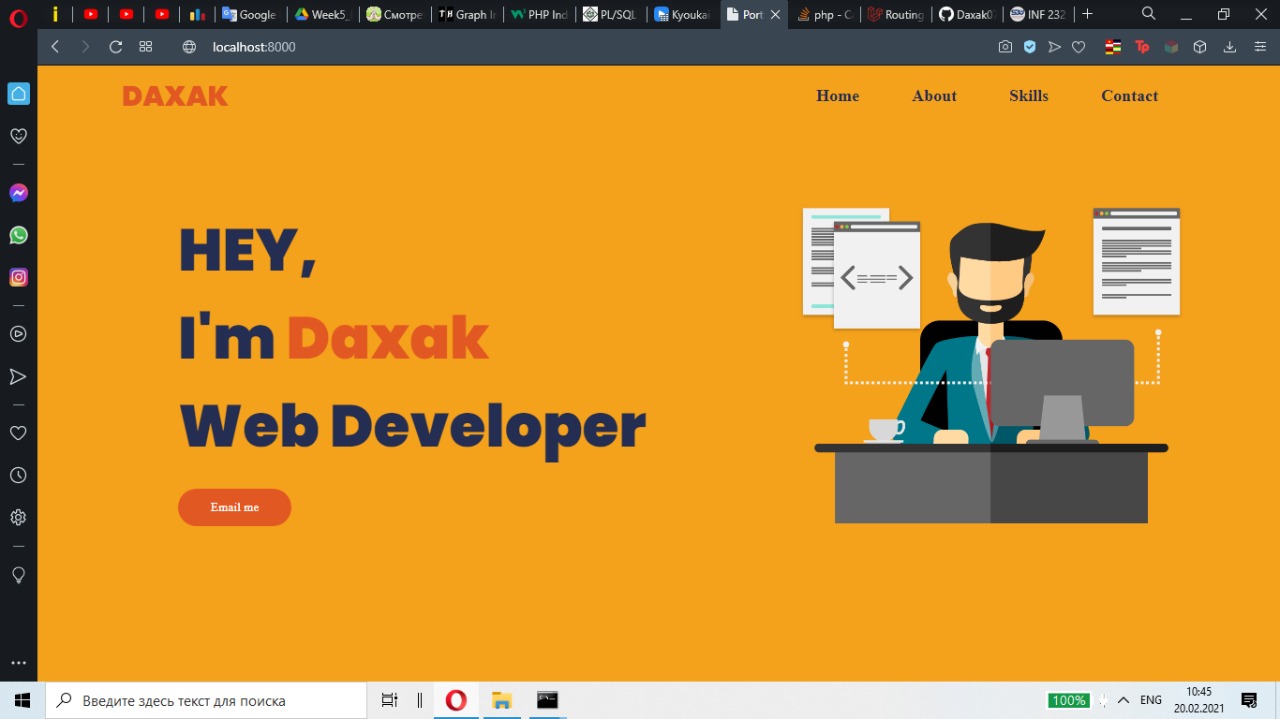 Google
Week5_
Смотре
Graph In
PHP Ind
PL/SQL
Kyoukai
Port
php - C
Routing
Daxak0
INF 232
localhost:8000
DAXAK
Home
About
Skills
Contact
HEY,
I'm Daxak
Web Developer
Email me
Введите здесь текст для поиска
100%
ENG
10:45
20.02.2021